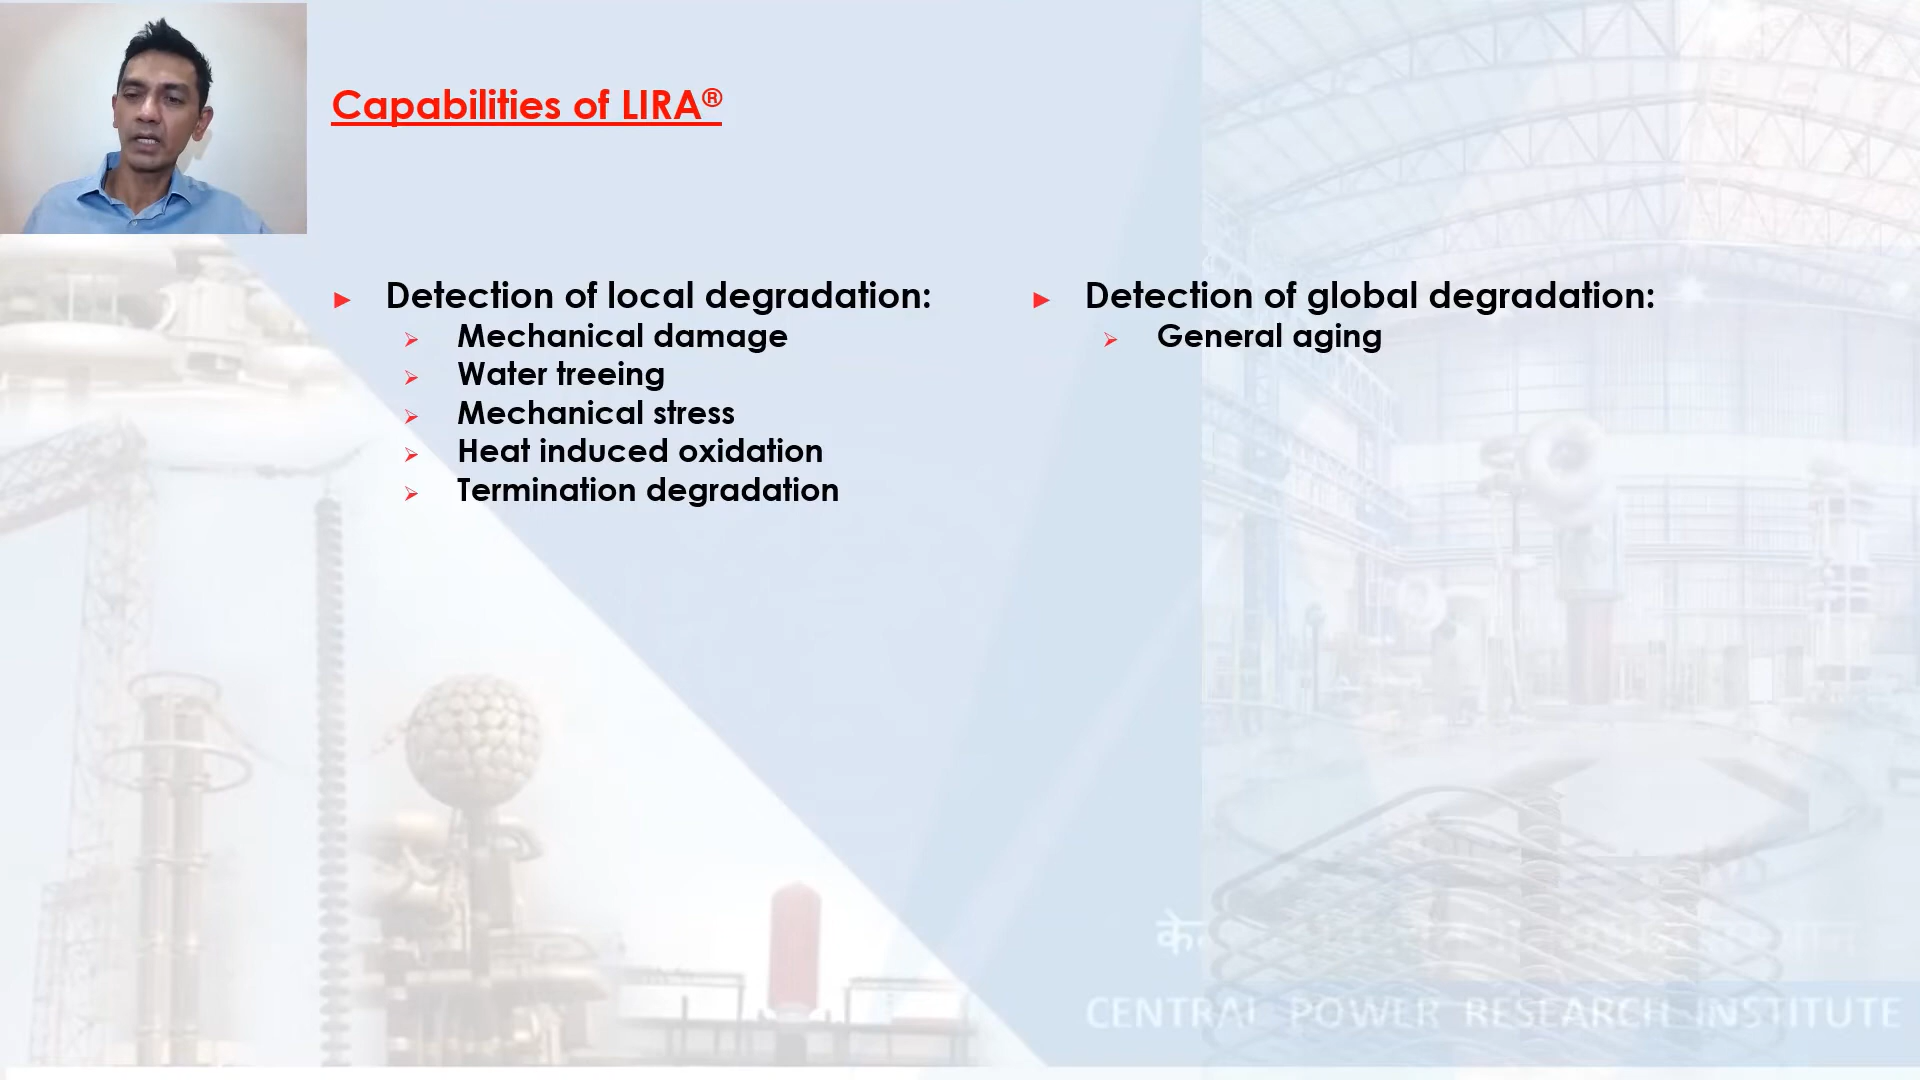 Capabilities of LIRA®
► Detection of local degradation:
➢ Mechanical damage
➢ Water treeing
➢ Mechanical stress
➢ Heat induced oxidation
➢ Termination degradation
► Detection of global degradation:
➢ General aging
CENTRAL POWER RESEARCH INSTITUTE